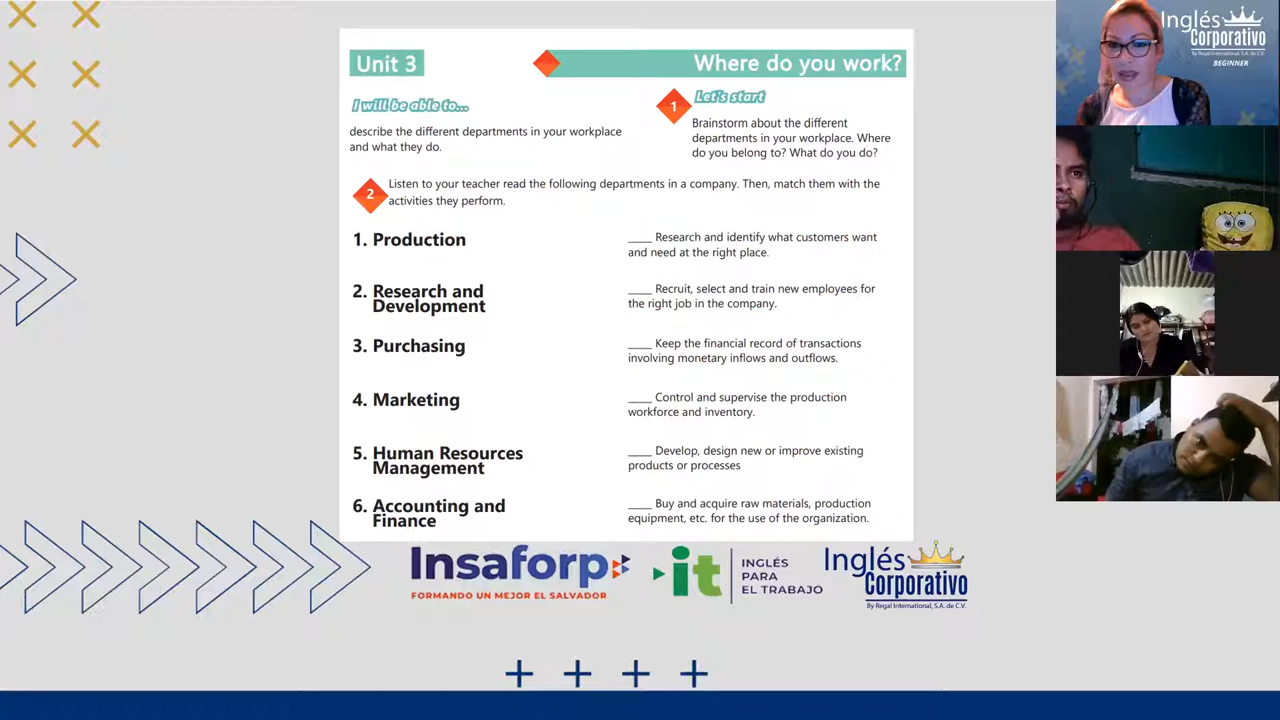 Unit 3
Where do you work?
I will be able to...
describe the different departments in your workplace
and what they do.
1
Let's start
Brainstorm about the different
departments in your workplace. Where
do you belong to? What do you do?
2
Listen to your teacher read the following departments in a company. Then, match them with the
activities they perform.
1. Production
____ Research and identify what customers want
and need at the right place.
2. Research and
Development
____ Recruit, select and train new employees for
the right job in the company.
3. Purchasing
____ Keep the financial record of transactions
involving monetary inflows and outflows.
4. Marketing
____ Control and supervise the production
workforce and inventory.
5. Human Resources
Management
____ Develop, design new or improve existing
products or processes
6. Accounting and
Finance
____ Buy and acquire raw materials, production
equipment, etc. for the use of the organization.
Insaforp
FORMANDO UN MEJOR EL SALVADOR
it
INGLÉS
PARA
EL TRABAJO
Inglés
Corporativo
By Regal International, S.A. de C.V.
Inglés
Corporativo
By Regal International, S.A. de C.V.
BEGINNER